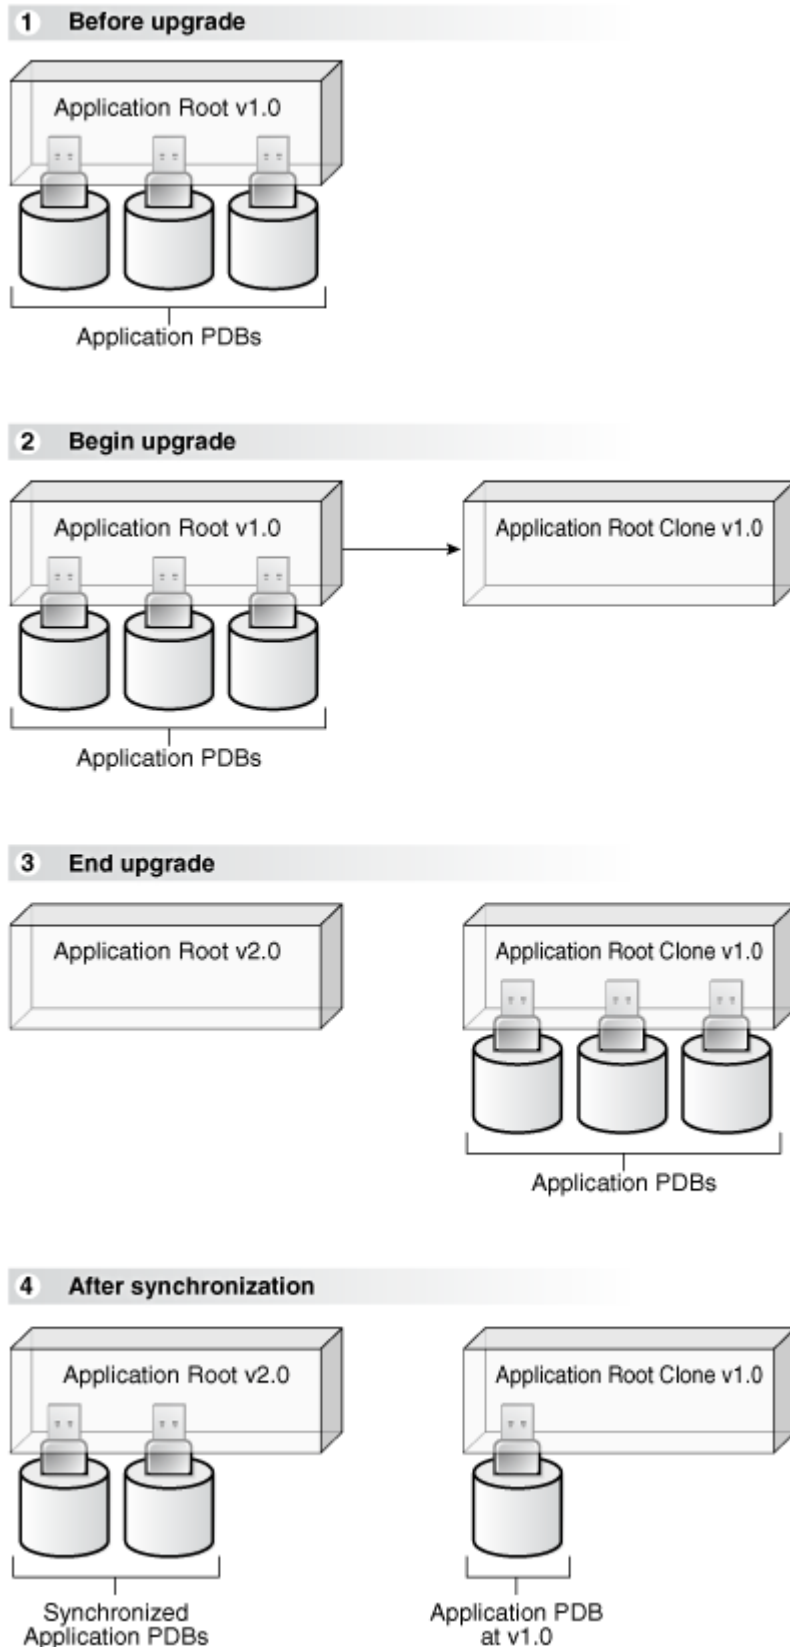 1 Before upgrade
Application Root v1.0
Application PDBs
2 Begin upgrade
Application Root v1.0
Application Root Clone v1.0
Application PDBs
3 End upgrade
Application Root v2.0
Application Root Clone v1.0
Application PDBs
4 After synchronization
Application Root v2.0
Application Root Clone v1.0
Synchronized
Application PDBs
Application PDB
at v1.0